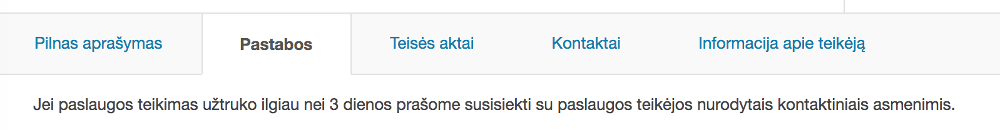 Pilnas aprašymas Pastabos Teisės aktai Kontaktai Informacija apie teikėją
Jei paslaugos teikimas užtruko ilgiau nei 3 dienos prašome susisiekti su paslaugos teikėjos nurodytais kontaktiniais asmenimis.